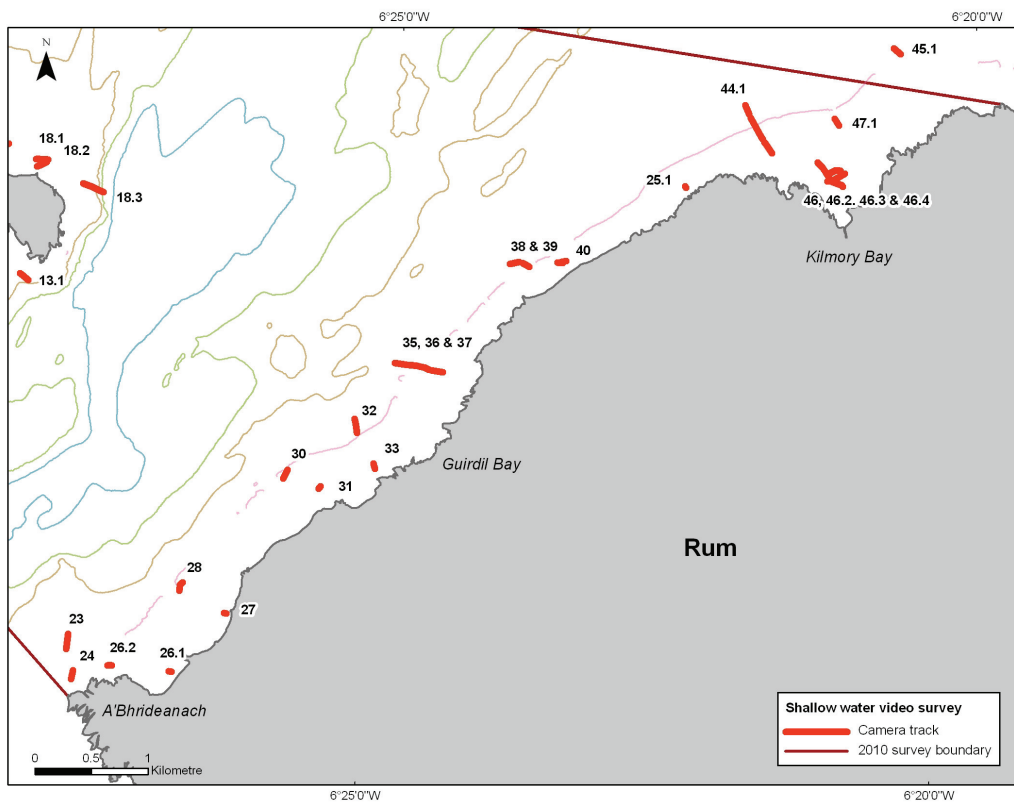 6°25'0"W
6°20'0"W
N
45.1
44.1
47.1
18.1
18.2
18.3
25.1
46, 46.2. 46.3 & 46.4
Kilmory Bay
38 & 39
40
13.1
35, 36 & 37
32
33
30
Guirdil Bay
31
Rum
28
27
23
24
26.2
26.1
A'Bhrideanach
Shallow water video survey
Camera track
2010 survey boundary
0
0.5
1
Kilometre
6°25'0"W
6°20'0"W